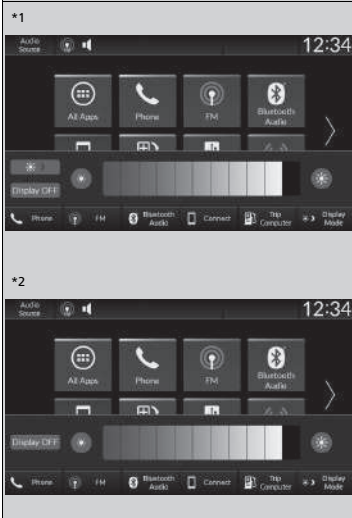 *1
Audio
Source
12:34
All Apps
Phone
FM
Bluetooth
Audio
Display OFF
Phone
FM
Bluetooth
Audio
Connect
Trip
Computer
Display
Mode
*2
Audio
Source
12:34
All Apps
Phone
FM
Bluetooth
Audio
Display OFF
Phone
FM
Bluetooth
Audio
Connect
Trip
Computer
Display
Mode